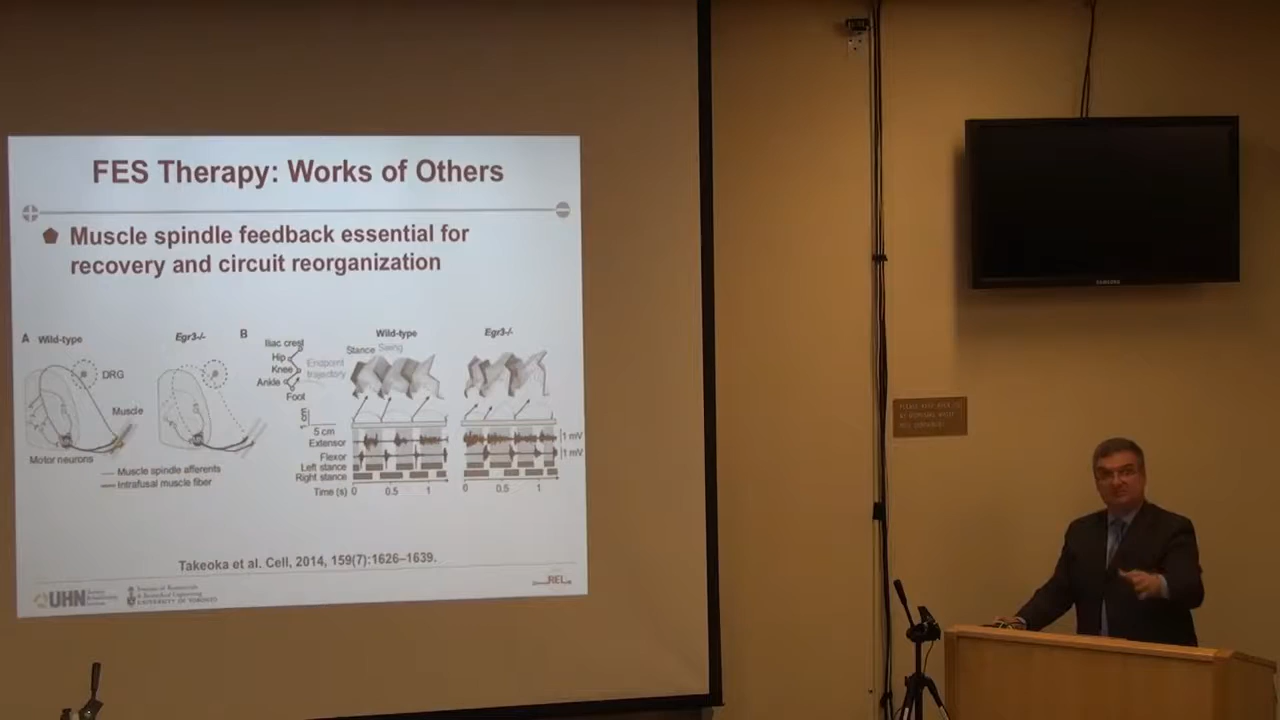 FES Therapy: Works of Others
Muscle spindle feedback essential for
recovery and circuit reorganization
A Wild-type Egr3-/- B
Iliac crest
Hip
Knee
Ankle
Foot
Endpoint
trajectory
Wild-type Egr3-/-
Stance Swing
DRG
Muscle
Motor neurons
Muscle spindle afferents
Intrafusal muscle fiber
5 cm
Extensor
Flexor
Left stance
Right stance
Time (s) 0 0.5 1 0 0.5 1
1 mV
1 mV
Takeoka et al. Cell, 2014, 159(7):1626–1639.
UHN
UNIVERSITY OF TORONTO
REL
SAMSUNG